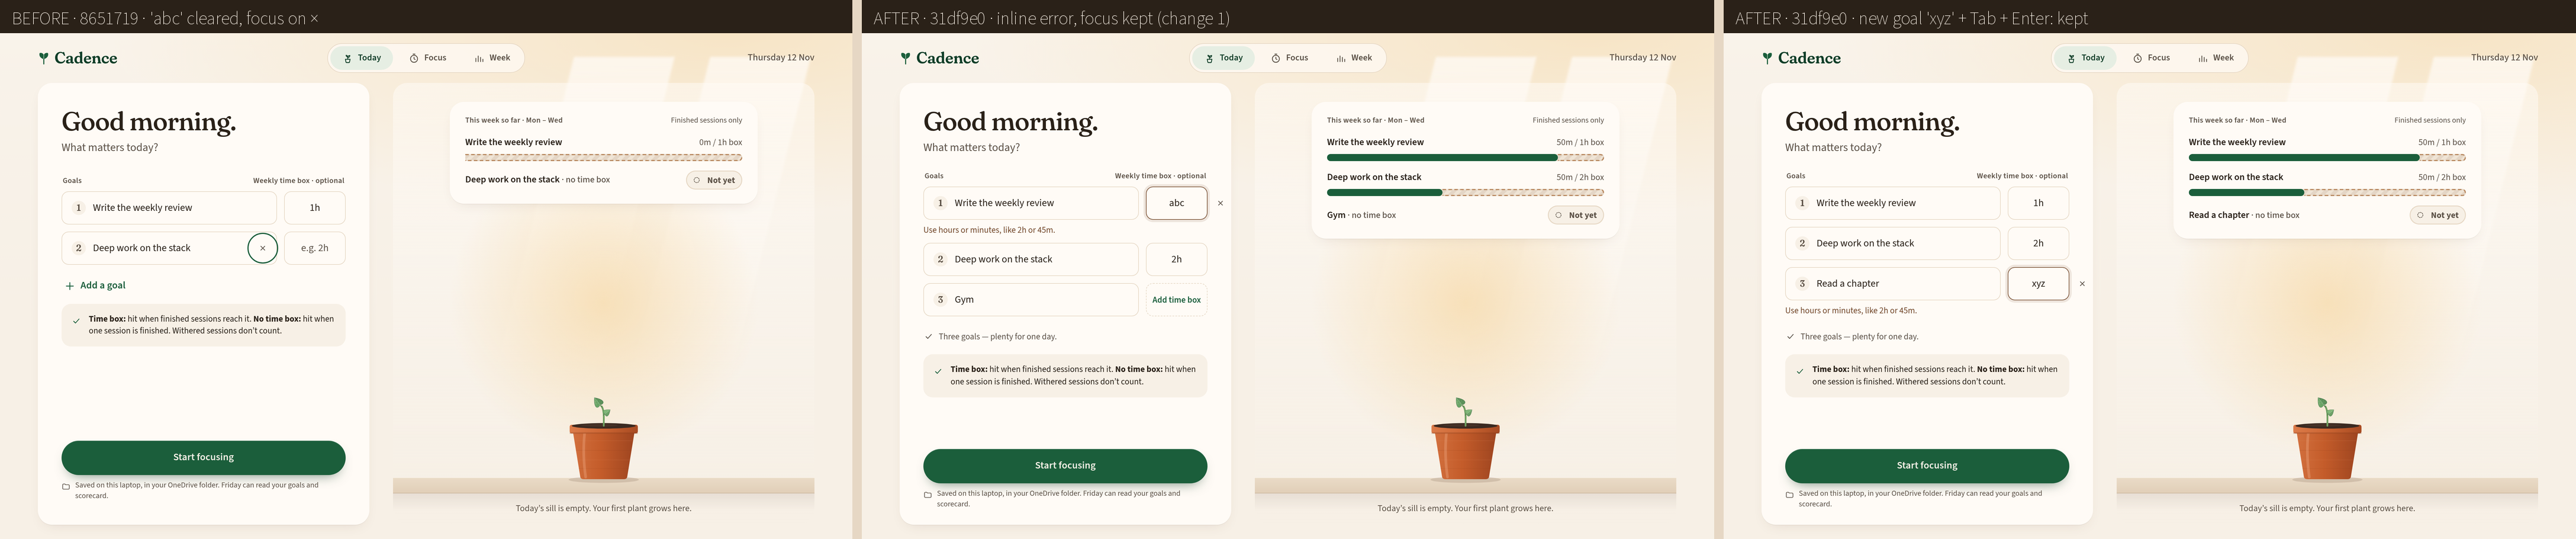 BEFORE · 8651719 · 'abc' cleared, focus on ×
Cadence
Today
Focus
Week
Thursday 12 Nov
Good morning.
What matters today?
Goals
Weekly time box · optional
1 Write the weekly review
1h
2 Deep work on the stack
×
e.g. 2h
+ Add a goal
Time box: hit when finished sessions reach it. No time box: hit when
one session is finished. Withered sessions don't count.
Start focusing
Saved on this laptop, in your OneDrive folder. Friday can read your goals and
scorecard.
This week so far · Mon – Wed
Finished sessions only
Write the weekly review
0m / 1h box
Deep work on the stack · no time box
Not yet
Today's sill is empty. Your first plant grows here.
AFTER · 31df9e0 · inline error, focus kept (change 1)
Cadence
Today
Focus
Week
Thursday 12 Nov
Good morning.
What matters today?
Goals
Weekly time box · optional
1 Write the weekly review
abc
×
Use hours or minutes, like 2h or 45m.
2 Deep work on the stack
2h
3 Gym
Add time box
Three goals — plenty for one day.
Time box: hit when finished sessions reach it. No time box: hit when
one session is finished. Withered sessions don't count.
Start focusing
Saved on this laptop, in your OneDrive folder. Friday can read your goals and
scorecard.
This week so far · Mon – Wed
Finished sessions only
Write the weekly review
50m / 1h box
Deep work on the stack
50m / 2h box
Gym · no time box
Not yet
Today's sill is empty. Your first plant grows here.
AFTER · 31df9e0 · new goal 'xyz' + Tab + Enter: kept
Cadence
Today
Focus
Week
Thursday 12 Nov
Good morning.
What matters today?
Goals
Weekly time box · optional
1 Write the weekly review
1h
2 Deep work on the stack
2h
3 Read a chapter
xyz
×
Use hours or minutes, like 2h or 45m.
Three goals — plenty for one day.
Time box: hit when finished sessions reach it. No time box: hit when
one session is finished. Withered sessions don't count.
Start focusing
Saved on this laptop, in your OneDrive folder. Friday can read your goals and
scorecard.
This week so far · Mon – Wed
Finished sessions only
Write the weekly review
50m / 1h box
Deep work on the stack
50m / 2h box
Read a chapter · no time box
Not yet
Today's sill is empty. Your first plant grows here.